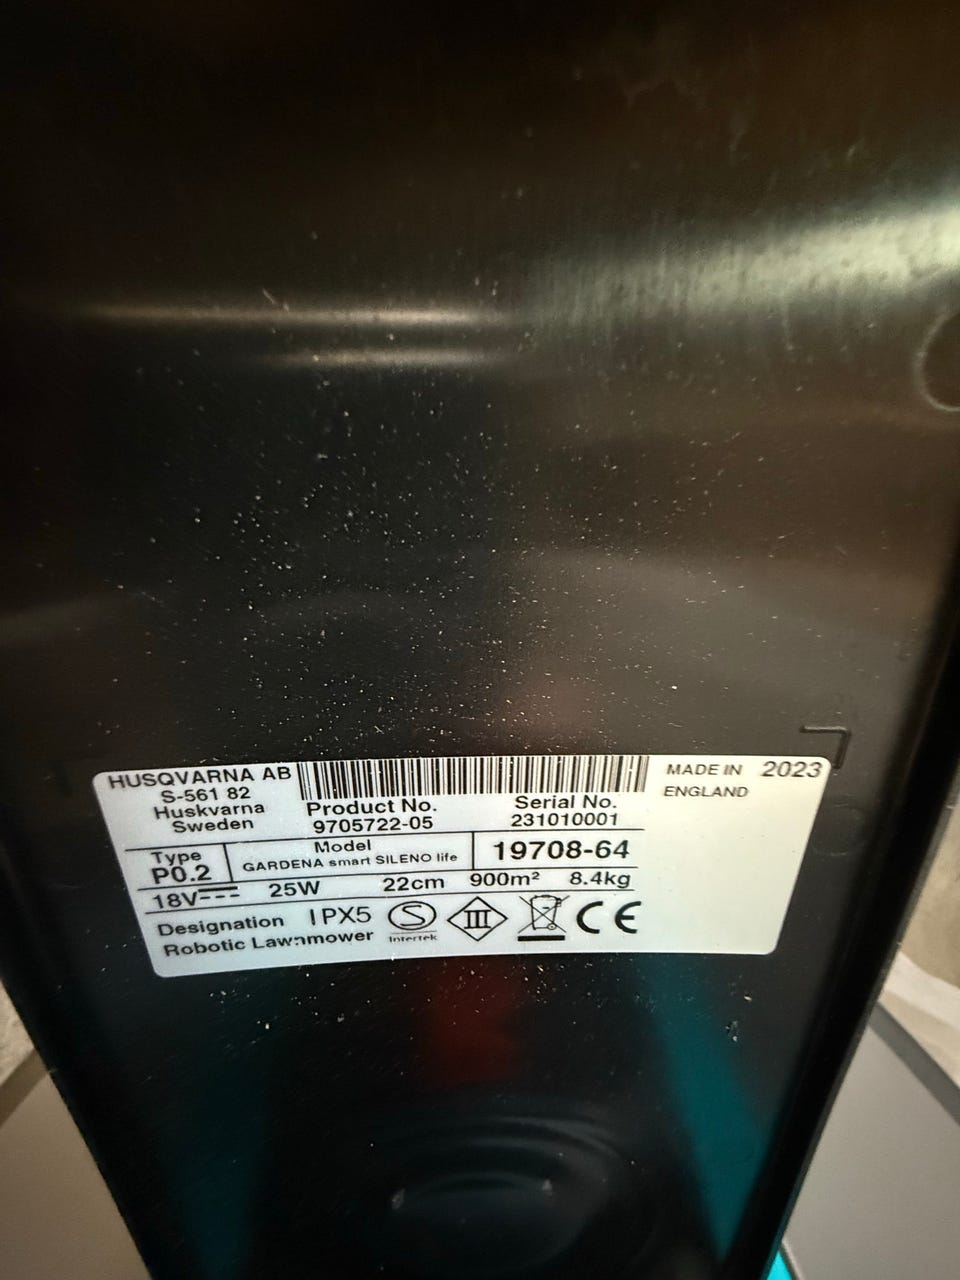 HUSQVARNA AB
S-561 82
Huskvarna
Sweden
MADE IN 2023
ENGLAND
Product No.
9705722-05
Serial No.
231010001
Type
P0.2
Model
GARDENA smart SILENO life
19708-64
18V 25W 22cm 900m² 8.4kg
Designation IPX5
Robotic Lawnmower
S
Intertek
III
CE